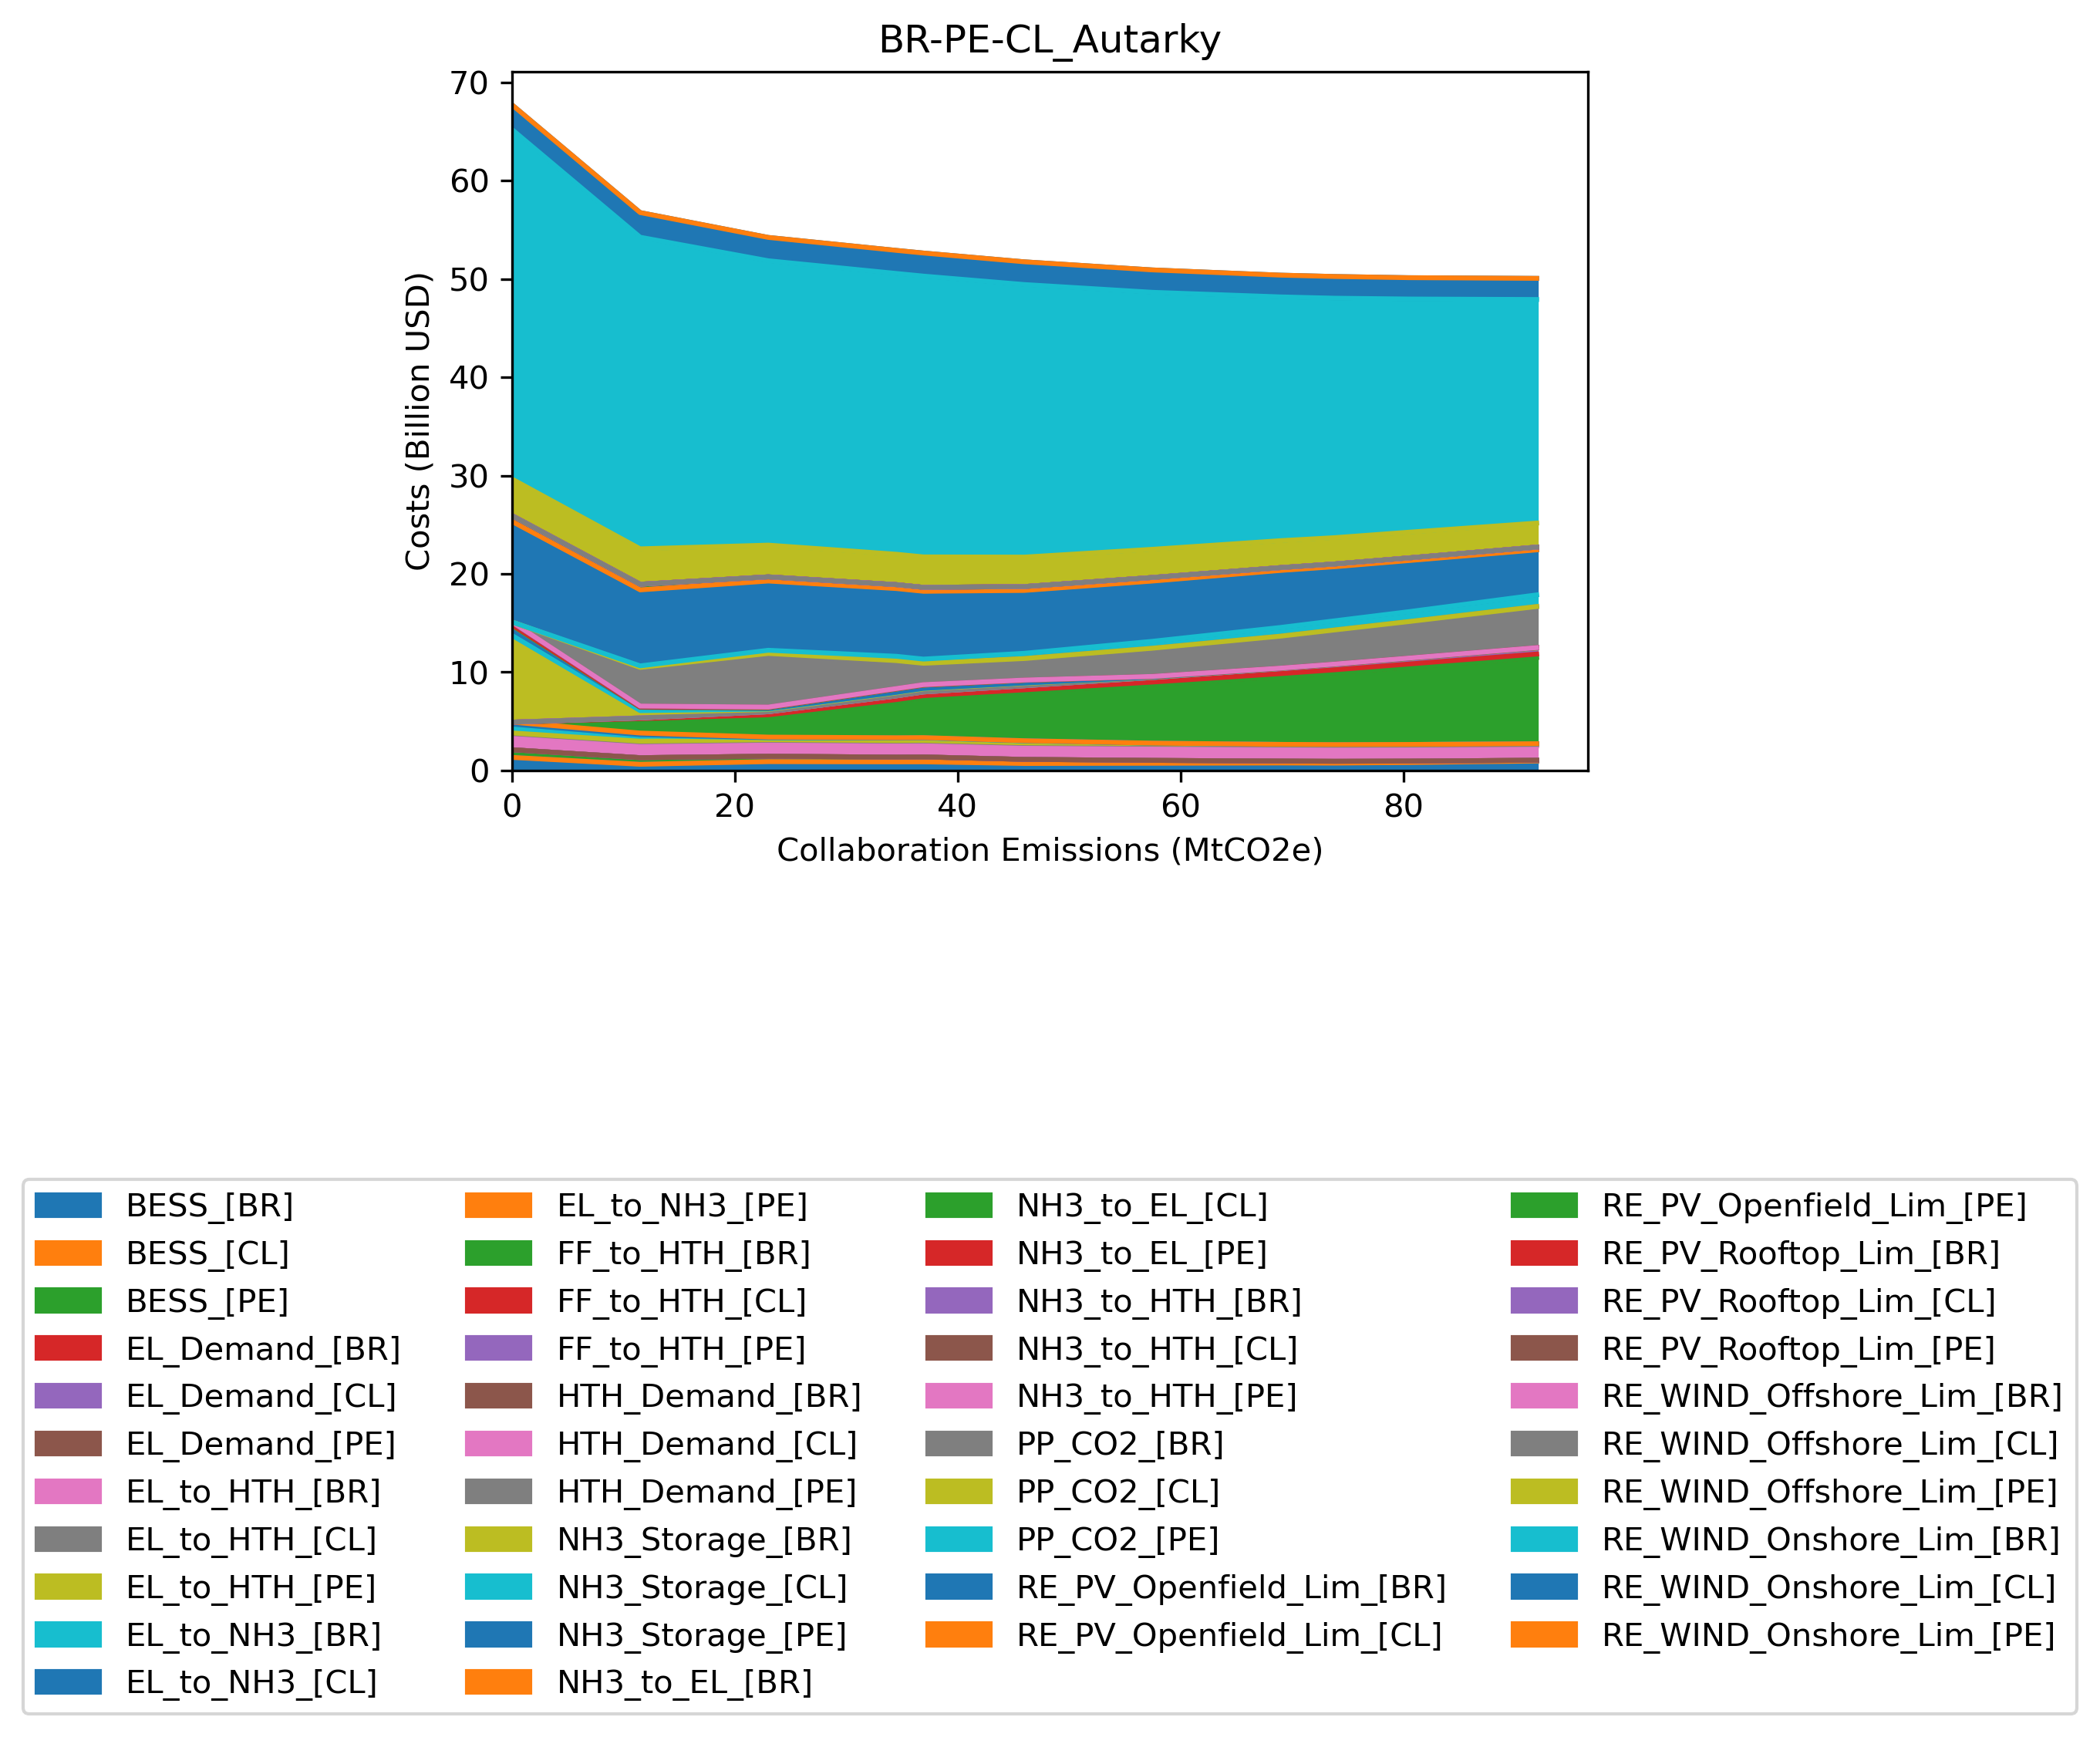 BR-PE-CL_Autarky
70
60
50
40
30
20
10
0
Costs (Billion USD)
0 20 40 60 80
Collaboration Emissions (MtCO2e)
BESS_[BR]
BESS_[CL]
BESS_[PE]
EL_Demand_[BR]
EL_Demand_[CL]
EL_Demand_[PE]
EL_to_HTH_[BR]
EL_to_HTH_[CL]
EL_to_HTH_[PE]
EL_to_NH3_[BR]
EL_to_NH3_[CL]
EL_to_NH3_[PE]
FF_to_HTH_[BR]
FF_to_HTH_[CL]
FF_to_HTH_[PE]
HTH_Demand_[BR]
HTH_Demand_[CL]
HTH_Demand_[PE]
NH3_Storage_[BR]
NH3_Storage_[CL]
NH3_Storage_[PE]
NH3_to_EL_[BR]
NH3_to_EL_[CL]
NH3_to_EL_[PE]
NH3_to_HTH_[BR]
NH3_to_HTH_[CL]
NH3_to_HTH_[PE]
PP_CO2_[BR]
PP_CO2_[CL]
PP_CO2_[PE]
RE_PV_Openfield_Lim_[BR]
RE_PV_Openfield_Lim_[CL]
RE_PV_Openfield_Lim_[PE]
RE_PV_Rooftop_Lim_[BR]
RE_PV_Rooftop_Lim_[CL]
RE_PV_Rooftop_Lim_[PE]
RE_WIND_Offshore_Lim_[BR]
RE_WIND_Offshore_Lim_[CL]
RE_WIND_Offshore_Lim_[PE]
RE_WIND_Onshore_Lim_[BR]
RE_WIND_Onshore_Lim_[CL]
RE_WIND_Onshore_Lim_[PE]